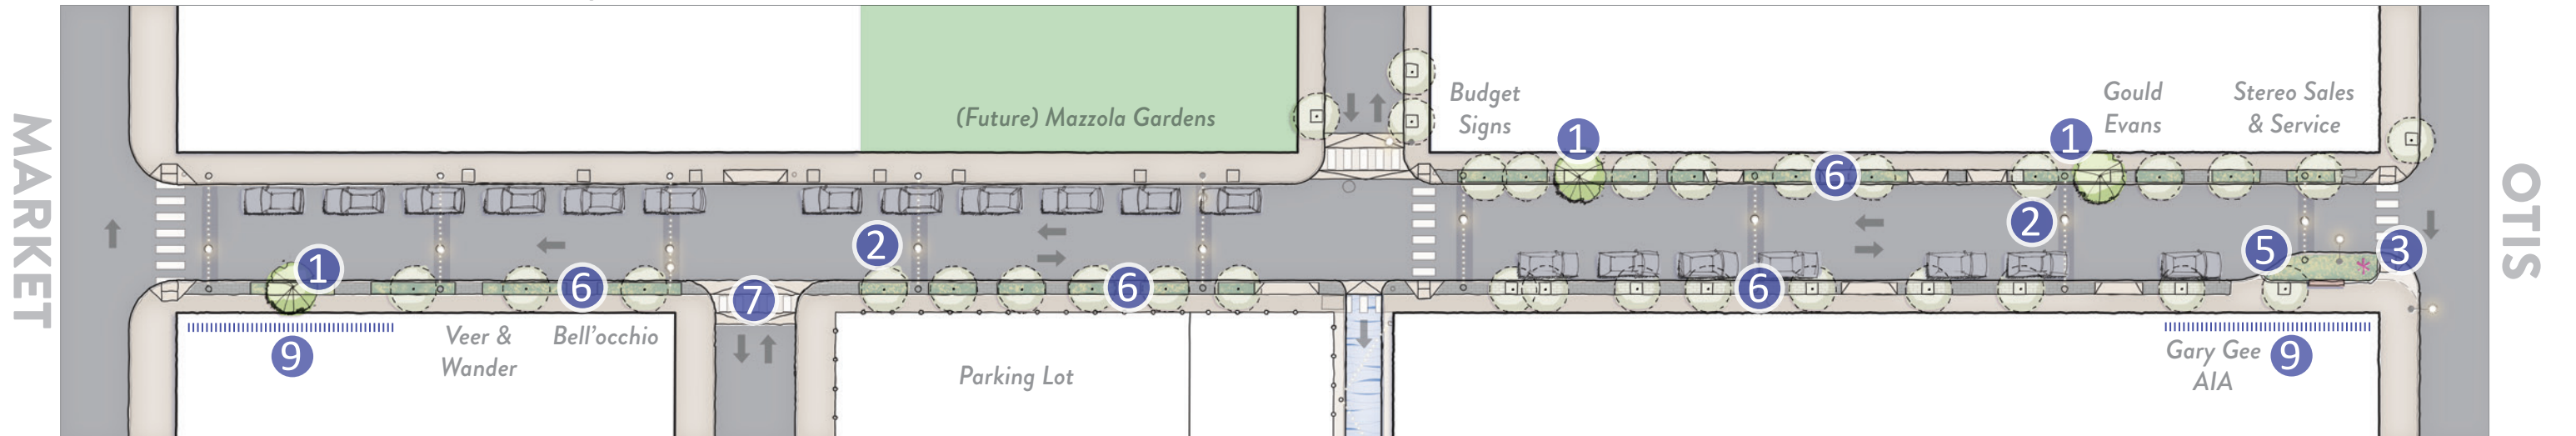 MARKET
(Future) Mazzola Gardens
Budget
Signs
1
1
Gould
Evans
Stereo Sales
& Service
6
2
2
5
3
1
6
7
6
6
9
Veer &
Wander
Bell'occhio
Parking Lot
Gary Gee
AIA
9
OTIS